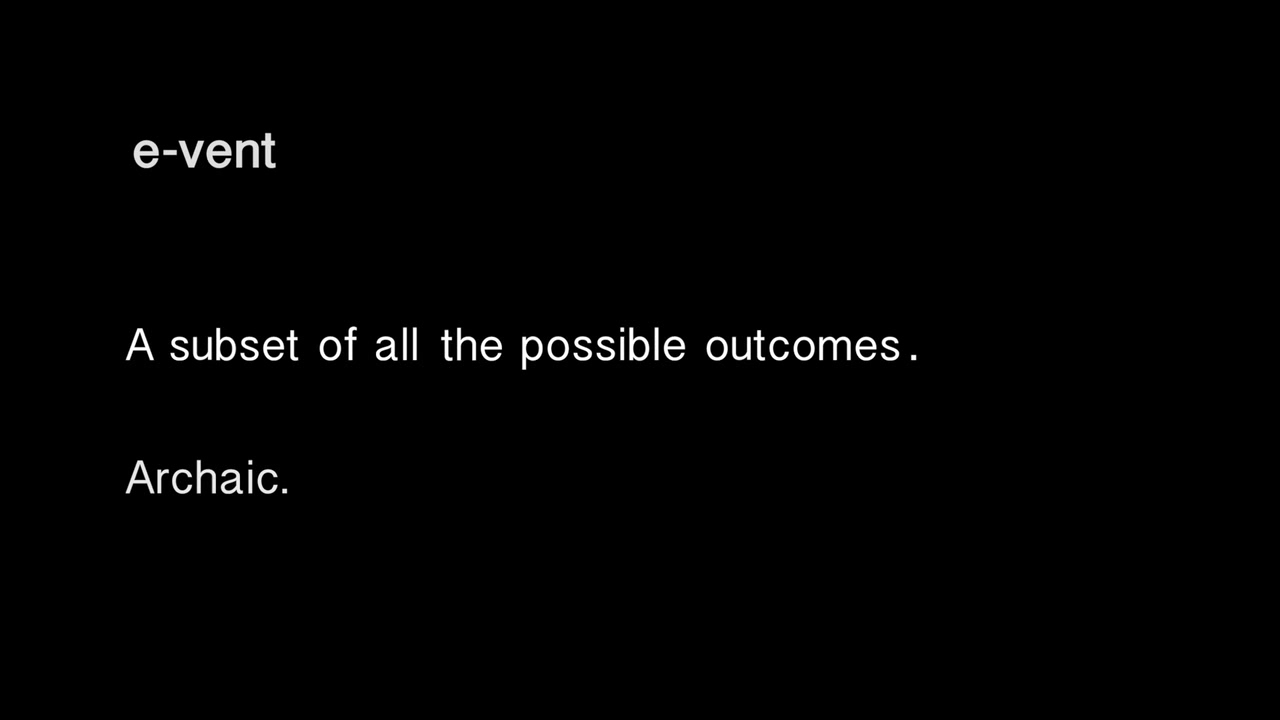 e-vent
A subset of all the possible outcomes.
Archaic.